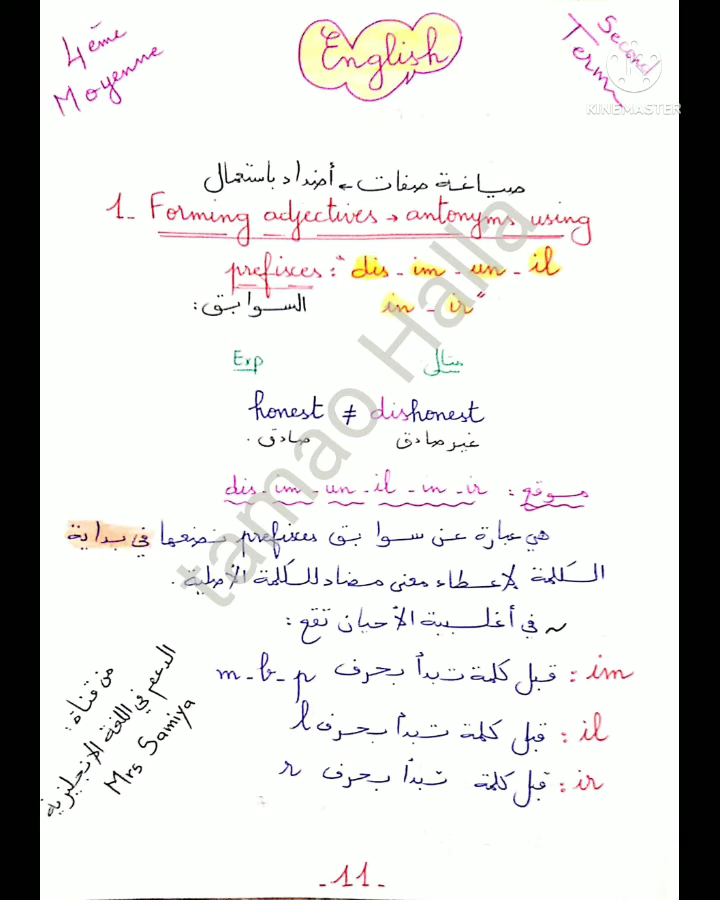 4ème
Moyenne
English
Second
Term
KINEMASTER
صياغة صفات → أضداد باستعمال
1- Forming adjectives → antonyms using
prefixes: "dis - im - un - il
in - ir"
السوابق:
Exp مثال
honest ≠ dishonest
صادق. غير صادق
موقع: dis - im - un - il - in - ir
هي عبارة عن سوابق prefixes نضعها في بداية
الكلمة لإعطاء معنى مضاد للكلمة الأصلية.
~ في أغلبية الأحيان تقع:
im: قبل كلمة تبدأ بحرف m - b - p
il: قبل كلمة تبدأ بحرف l
ir: قبل كلمة تبدأ بحرف r
من قناة:
الدعم في اللغة الإنجليزية
Mrs Samiya
tamao Halla
- 11 -